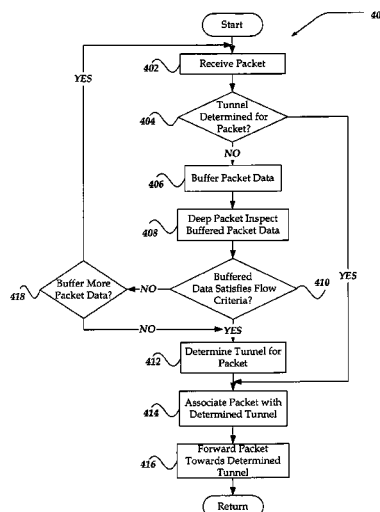 Start
40
YES
402
Receive Packet
404
Tunnel
Determined for
Packet?
NO
406
Buffer Packet Data
408
Deep Packet Inspect
Buffered Packet Data
418
Buffer More
Packet Data?
NO
Buffered
Data Satisfies Flow
Criteria?
410
YES
NO
YES
412
Determine Tunnel for
Packet
414
Associate Packet with
Determined Tunnel
416
Forward Packet
Towards Determined
Tunnel
Return